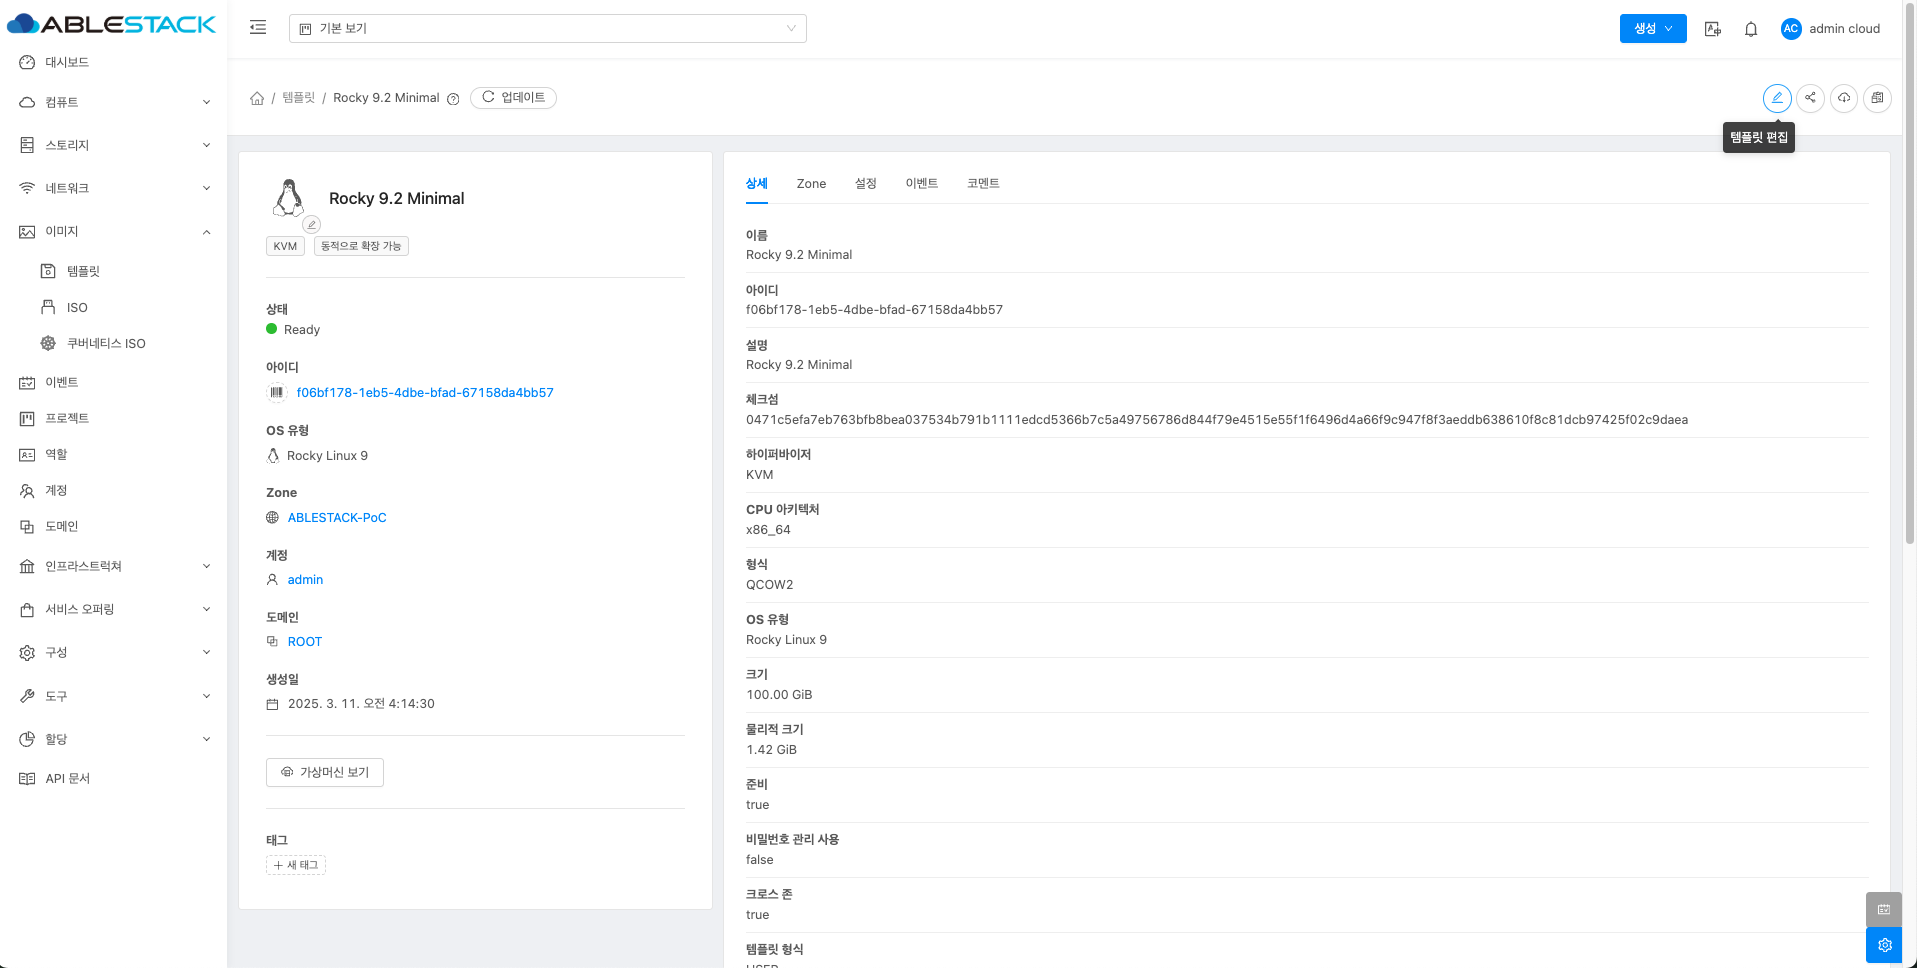 ABLESTACK
기본 보기
생성
AC
admin cloud
대시보드
컴퓨트
스토리지
네트워크
이미지
템플릿
ISO
쿠버네티스 ISO
이벤트
프로젝트
역할
계정
도메인
인프라스트럭쳐
서비스 오퍼링
구성
도구
할당
API 문서
/ 템플릿 / Rocky 9.2 Minimal
업데이트
템플릿 편집
Rocky 9.2 Minimal
KVM
동적으로 확장 가능
상태
Ready
아이디
f06bf178-1eb5-4dbe-bfad-67158da4bb57
OS 유형
Rocky Linux 9
Zone
ABLESTACK-PoC
계정
admin
도메인
ROOT
생성일
2025. 3. 11. 오전 4:14:30
가상머신 보기
태그
+ 새 태그
상세 Zone 설정 이벤트 코멘트
이름
Rocky 9.2 Minimal
아이디
f06bf178-1eb5-4dbe-bfad-67158da4bb57
설명
Rocky 9.2 Minimal
체크섬
0471c5efa7eb763bfb8bea037534b791b1111edcd5366b7c5a49756786d844f79e4515e55f1f6496d4a66f9c947f8f3aeddb638610f8c81dcb97425f02c9daea
하이퍼바이저
KVM
CPU 아키텍처
x86_64
형식
QCOW2
OS 유형
Rocky Linux 9
크기
100.00 GiB
물리적 크기
1.42 GiB
준비
true
비밀번호 관리 사용
false
크로스 존
true
템플릿 형식
USER